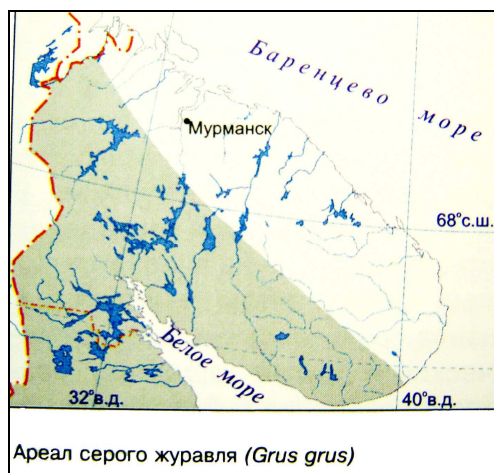 Баренцево море
Мурманск
68°с.ш.
Белое море
32°в.д.
40°в.д.
Ареал серого журавля (Grus grus)